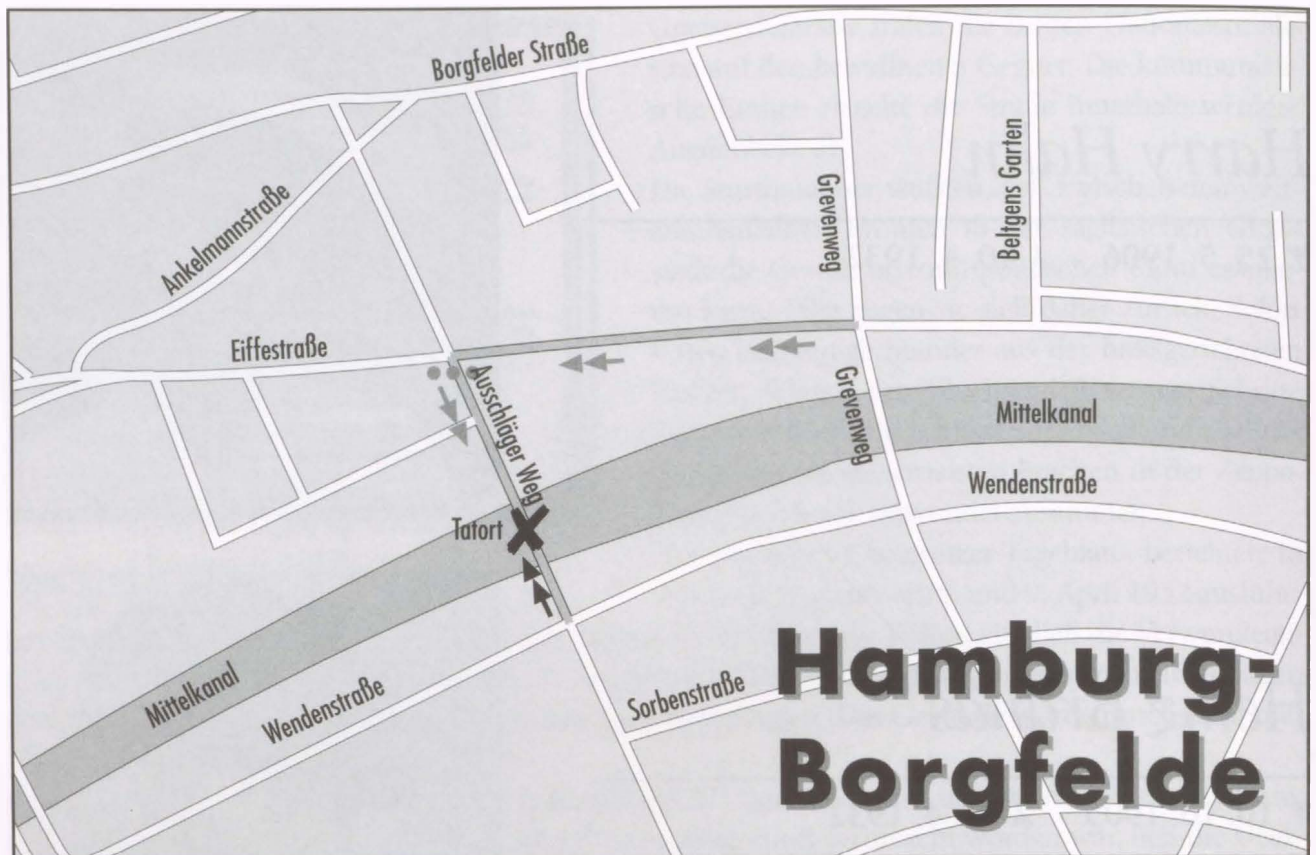 Borgfelder Straße
Ankelmannstraße
Grevenweg
Beltgens Garten
Eiffestraße
Ausschläger Weg
Grevenweg
Mittelkanal
Wendenstraße
Tatort
Mittelkanal
Wendenstraße
Sorbenstraße
Hamburg-
Borgfelde